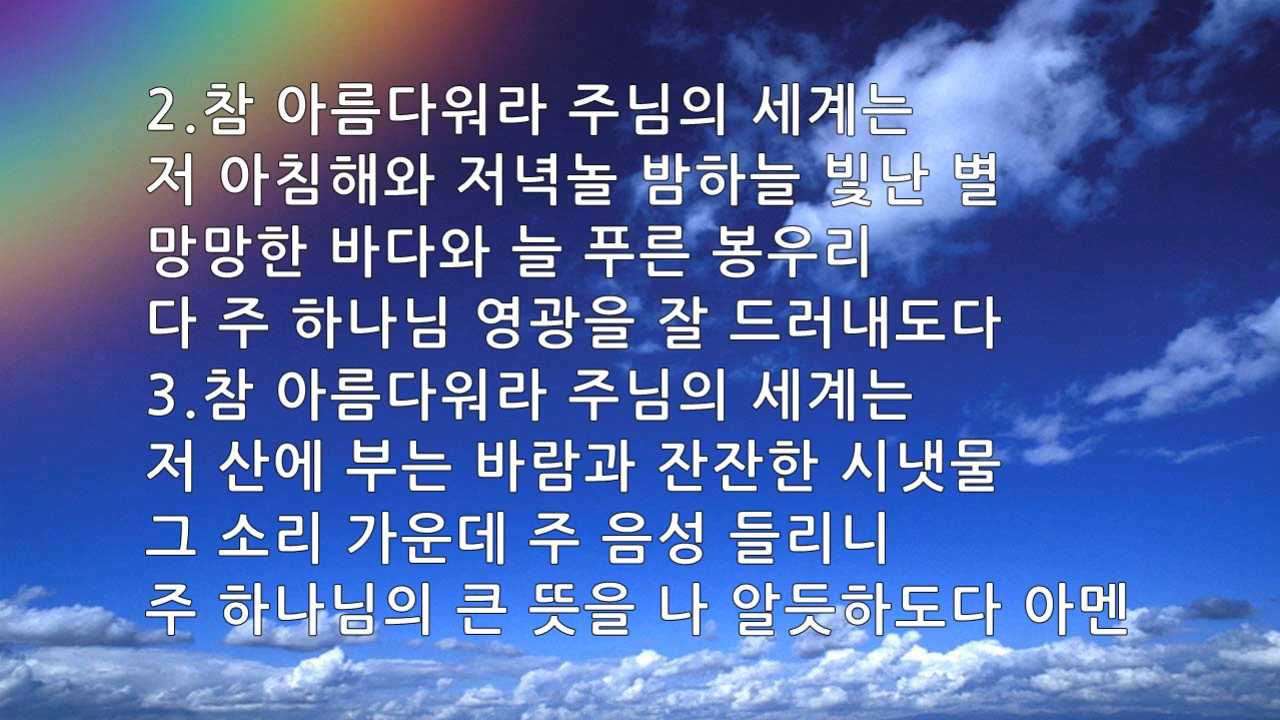 2.참 아름다워라 주님의 세계는
저 아침해와 저녁놀 밤하늘 빛난 별
망망한 바다와 늘 푸른 봉우리
다 주 하나님 영광을 잘 드러내도다
3.참 아름다워라 주님의 세계는
저 산에 부는 바람과 잔잔한 시냇물
그 소리 가운데 주 음성 들리니
주 하나님의 큰 뜻을 나 알듯하도다 아멘